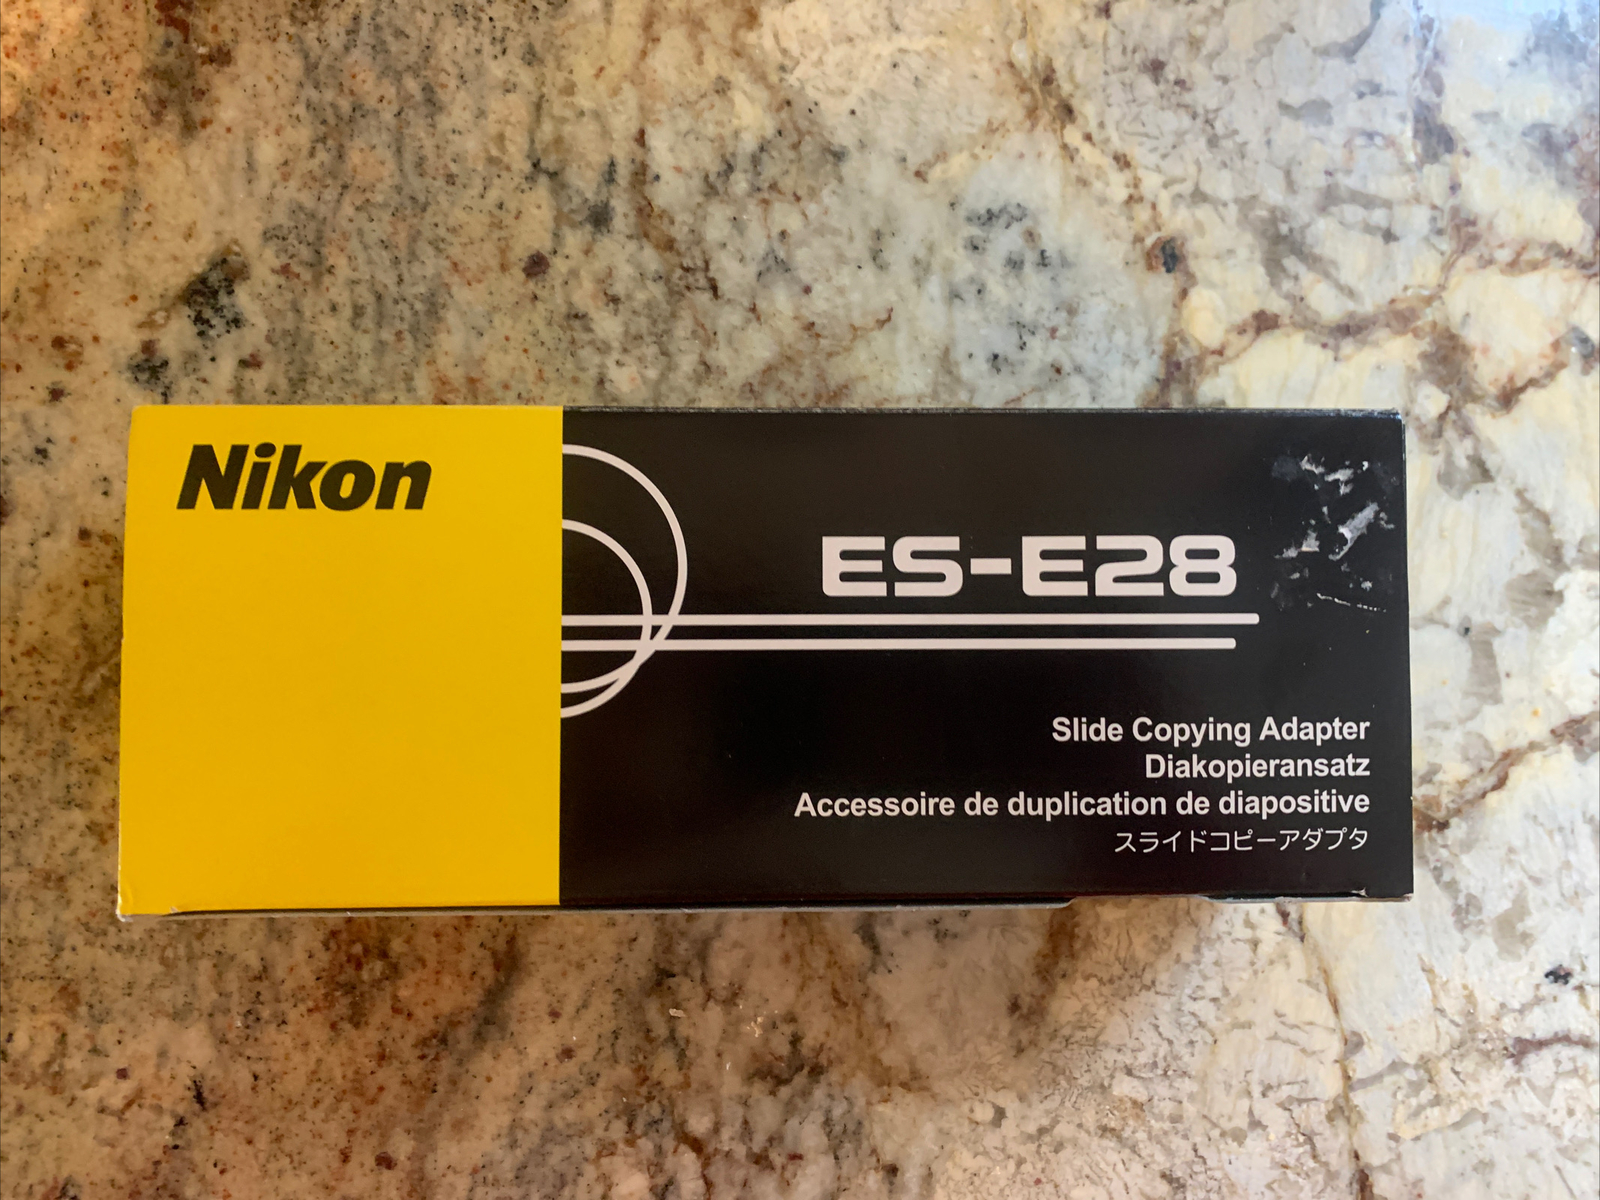 Nikon
ES-E28
Slide Copying Adapter
Diakopieransatz
Accessoire de duplication de diapositive
スライドコピーアダプタ